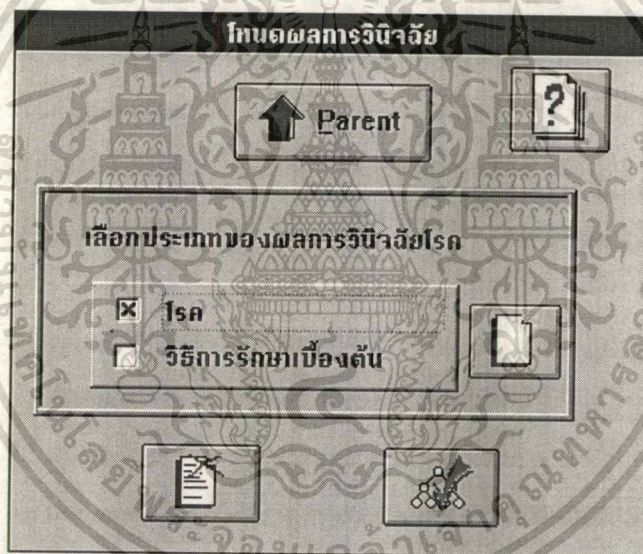 โหนดผลการวินิจฉัย
Parent
?
เลือกประเภทของผลการวินิจฉัยโรค
โรค
วิธีการรักษาเบื้องต้น